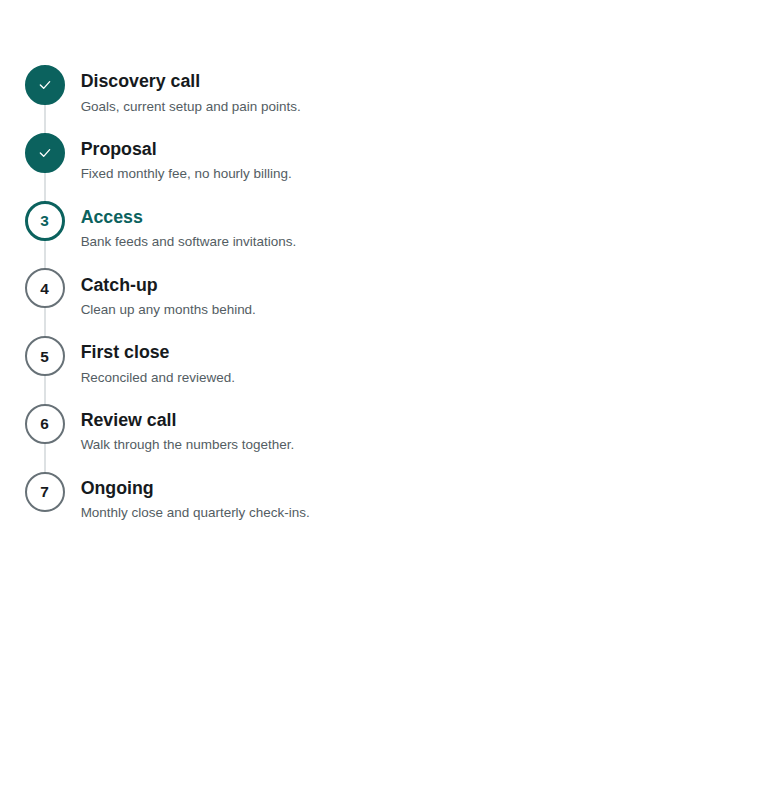 Discovery call
Goals, current setup and pain points.
Proposal
Fixed monthly fee, no hourly billing.
3
Access
Bank feeds and software invitations.
4
Catch-up
Clean up any months behind.
5
First close
Reconciled and reviewed.
6
Review call
Walk through the numbers together.
7
Ongoing
Monthly close and quarterly check-ins.